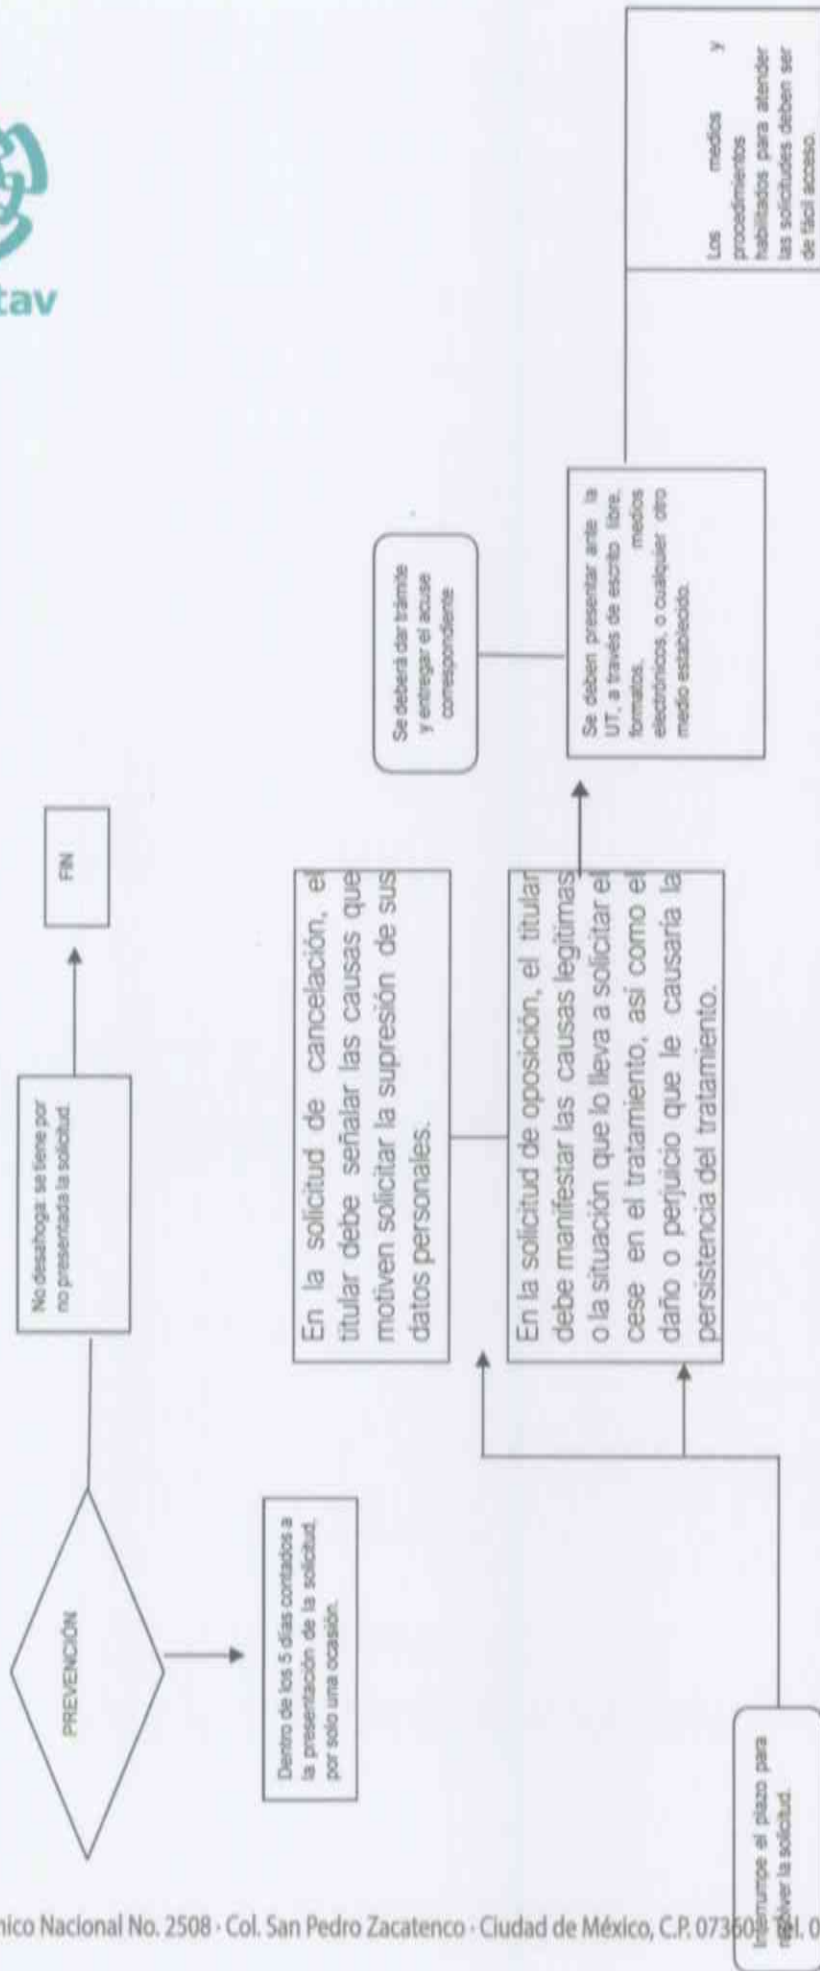 tav
PREVENCIÓN
No desahoga: se tiene por
no presentada la solicitud.
FIN
Dentro de los 5 días contados a
la presentación de la solicitud,
por solo una ocasión.
En la solicitud de cancelación, el
titular debe señalar las causas que
motiven solicitar la supresión de sus
datos personales.
Se deberá dar trámite
y entregar el acuse
correspondiente
En la solicitud de oposición, el titular
debe manifestar las causas legítimas
o la situación que lo lleva a solicitar el
cese en el tratamiento, así como el
daño o perjuicio que le causaría la
persistencia del tratamiento.
Se deben presentar ante la
UT, a través de escrito libre,
formatos, medios
electrónicos, o cualquier otro
medio establecido.
Interrumpe el plazo para
resolver la solicitud.
Los medios y
procedimientos
habilitados para atender
las solicitudes deben ser
de fácil acceso.
nico Nacional No. 2508 · Col. San Pedro Zacatenco · Ciudad de México, C.P. 07360